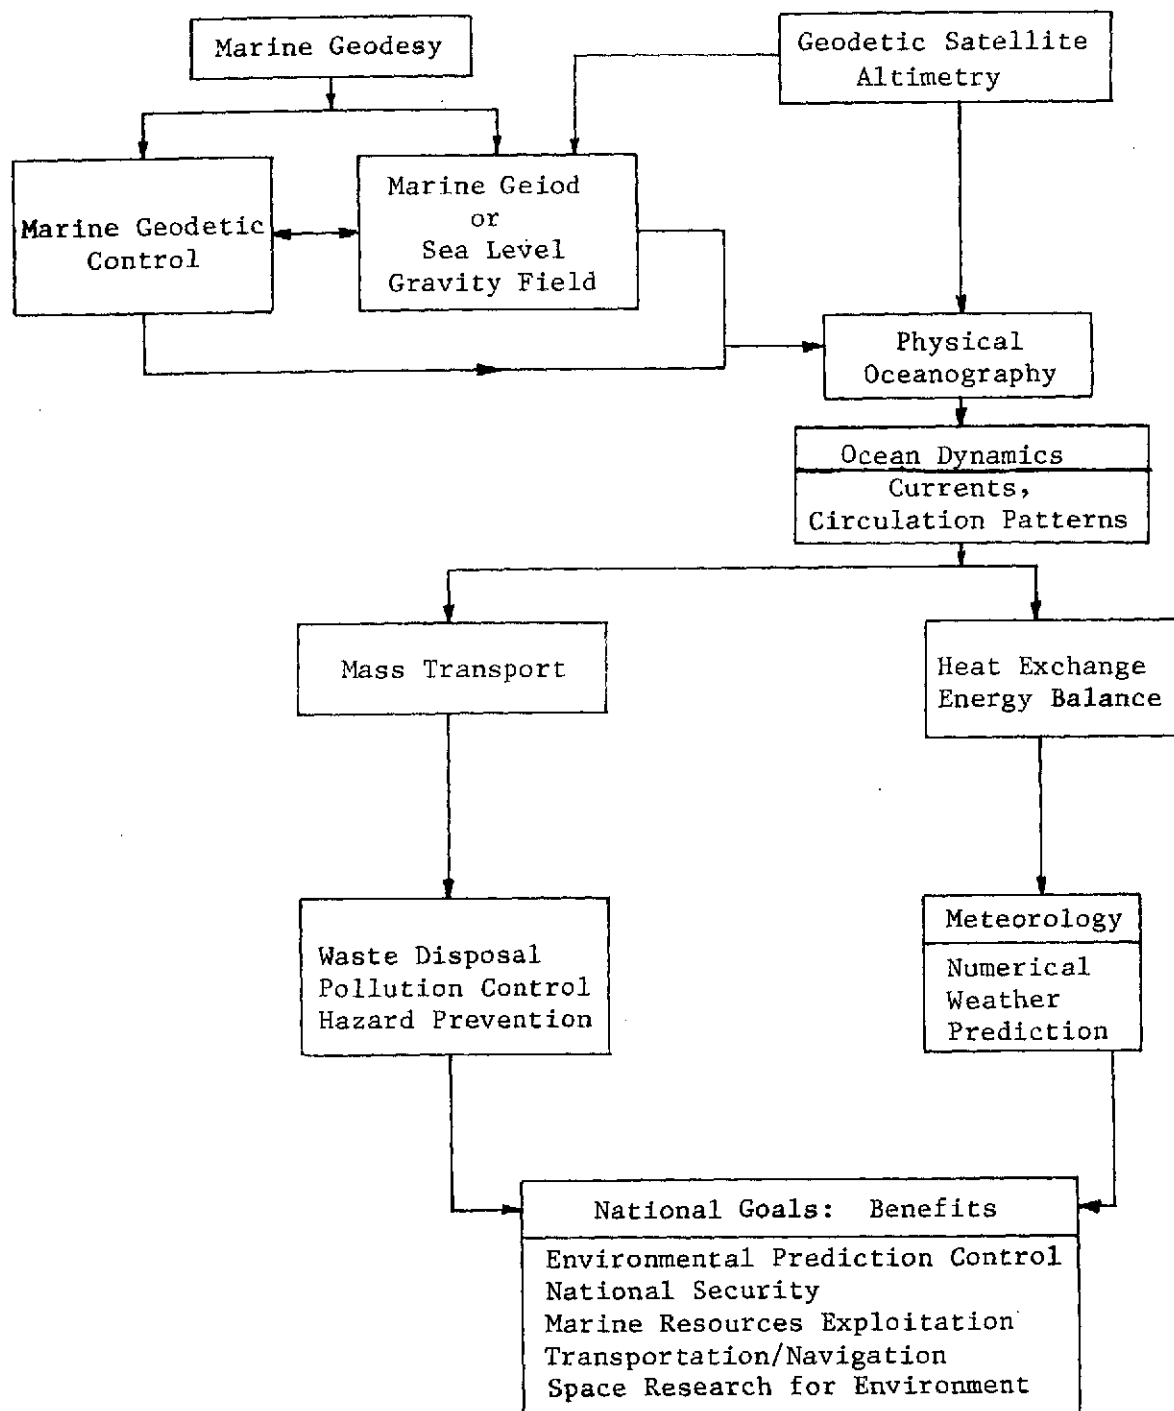 Marine Geodesy
Geodetic Satellite
Altimetry
Marine Geodetic
Control
Marine Geiod
or
Sea Level
Gravity Field
Physical
Oceanography
Ocean Dynamics
Currents,
Circulation Patterns
Mass Transport
Heat Exchange
Energy Balance
Waste Disposal
Pollution Control
Hazard Prevention
Meteorology
Numerical
Weather
Prediction
National Goals: Benefits
Environmental Prediction Control
National Security
Marine Resources Exploitation
Transportation/Navigation
Space Research for Environment